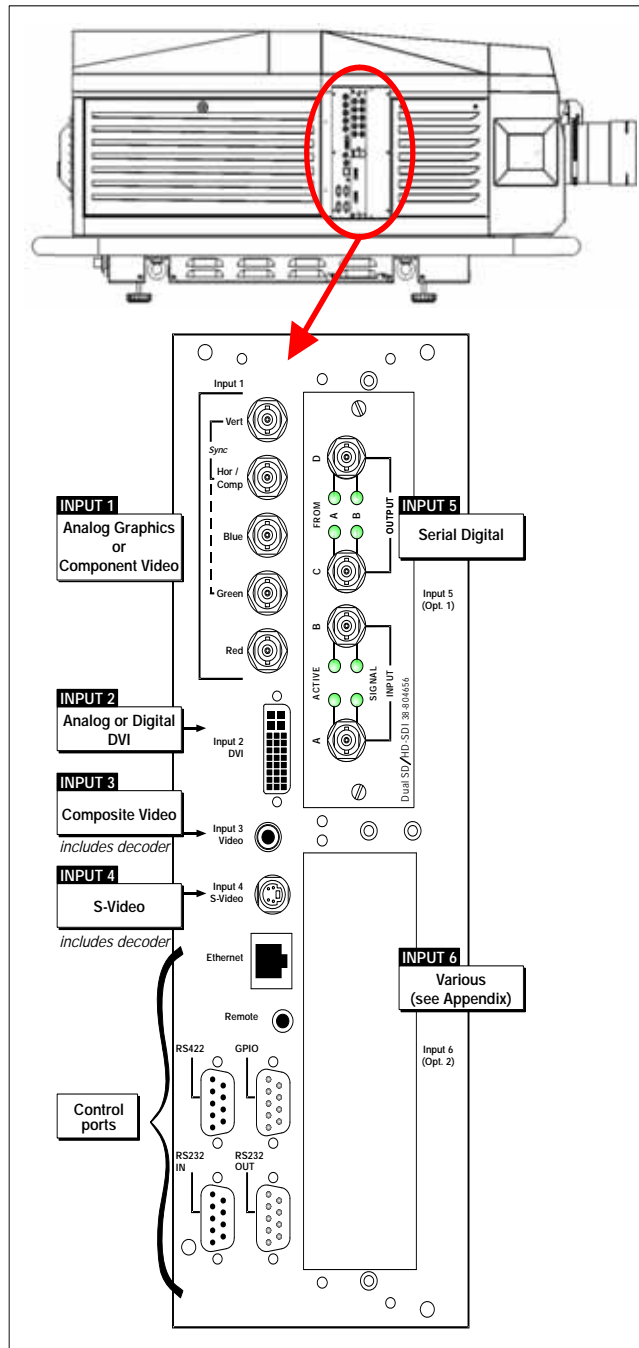 Input 1
Vert
Sync
Hor /
Comp
Blue
Green
Red
INPUT 1
Analog Graphics
or
Component Video
INPUT 2
Analog or Digital
DVI
Input 2
DVI
INPUT 3
Composite Video
includes decoder
Input 3
Video
INPUT 4
S-Video
includes decoder
Input 4
S-Video
Ethernet
Remote
RS422
GPIO
RS232
IN
RS232
OUT
Control
ports
D
FROM
A
B
OUTPUT
C
B
ACTIVE
SIGNAL
INPUT
A
Dual SD/HD-SDI 38-804656
INPUT 5
Serial Digital
Input 5
(Opt. 1)
INPUT 6
Various
(see Appendix)
Input 6
(Opt. 2)